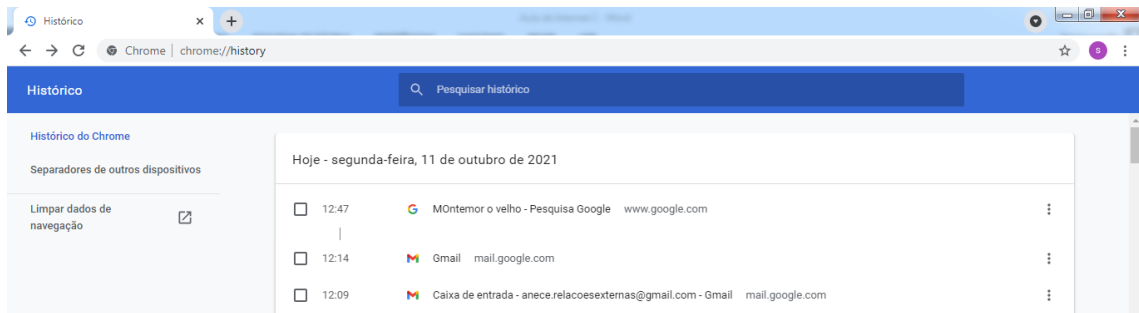 Histórico
Chrome | chrome://history
S
Histórico
Pesquisar histórico
Histórico do Chrome
Separadores de outros dispositivos
Limpar dados de
navegação
Hoje - segunda-feira, 11 de outubro de 2021
12:47 MOntemor o velho - Pesquisa Google www.google.com
12:14 Gmail mail.google.com
12:09 Caixa de entrada - anece.relacoesexternas@gmail.com - Gmail mail.google.com